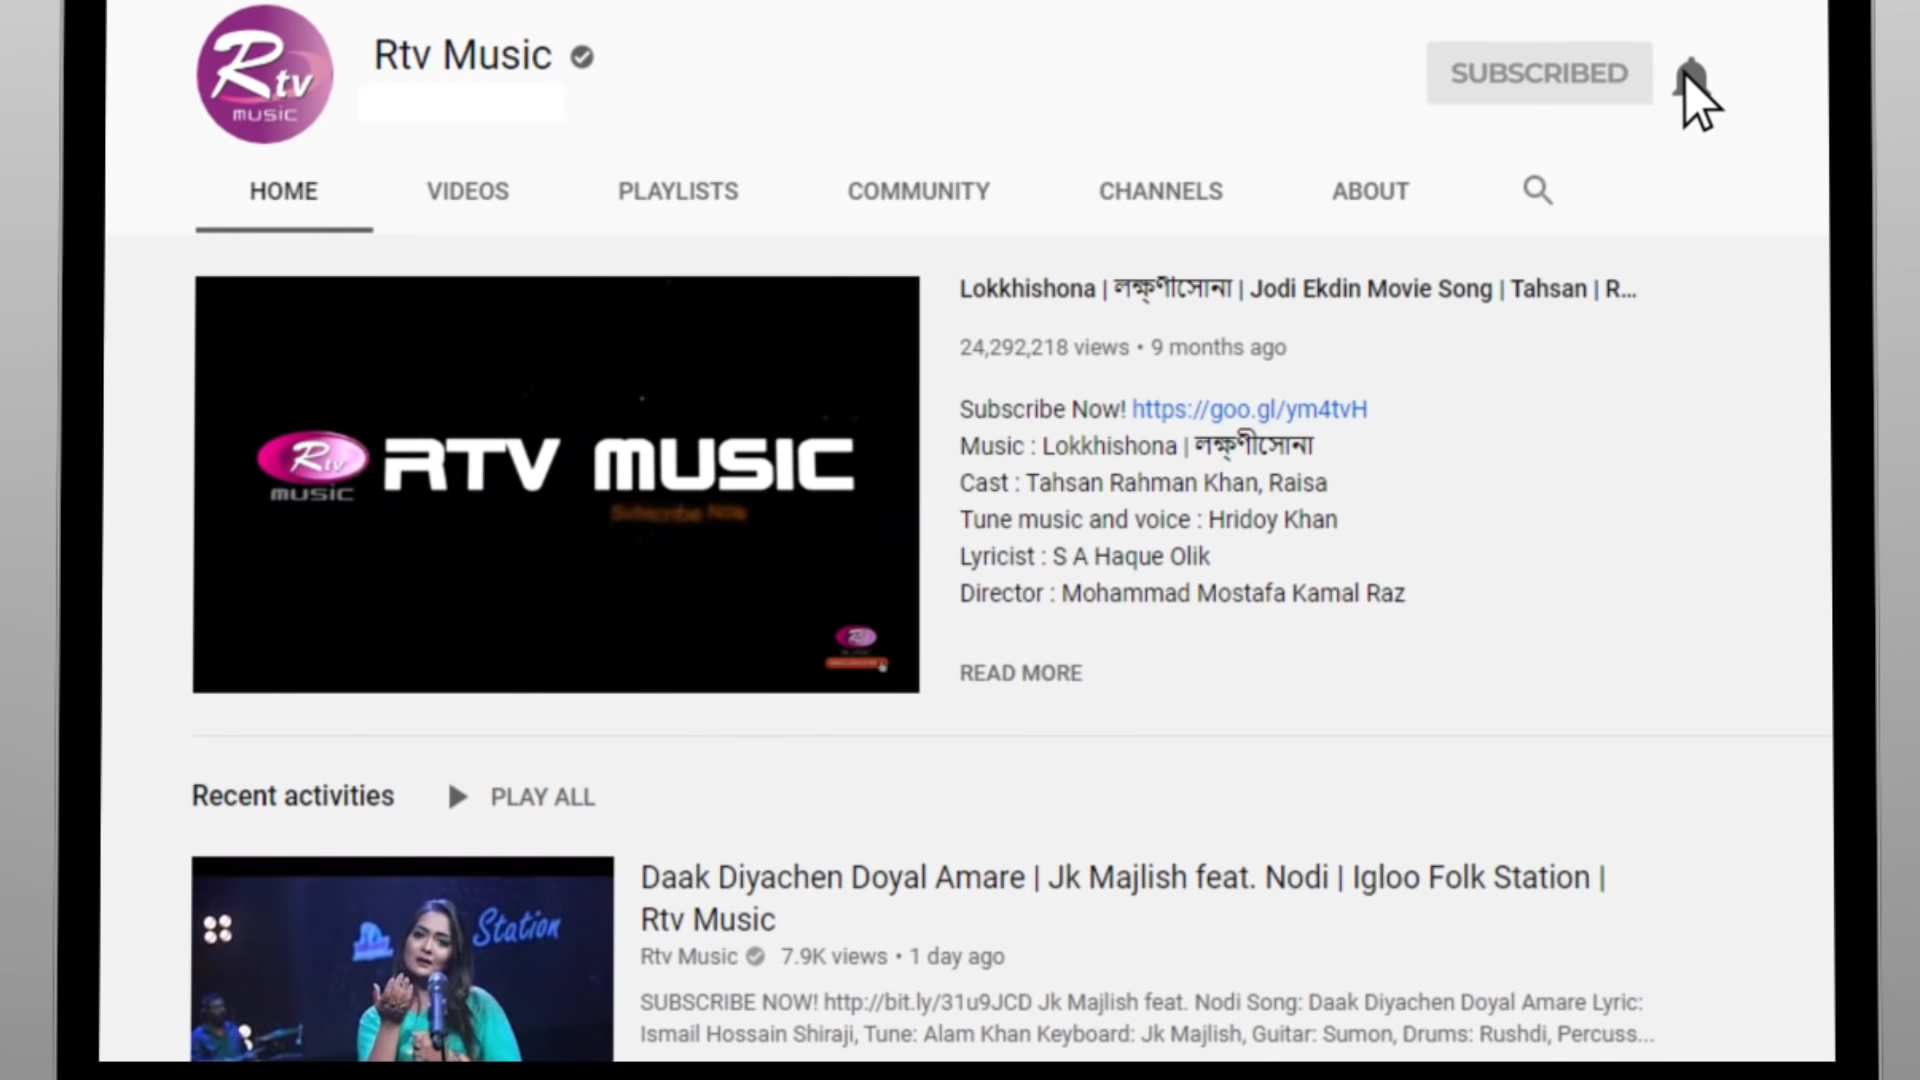 Rtv
MUSIC
Rtv Music
SUBSCRIBED
HOME
VIDEOS
PLAYLISTS
COMMUNITY
CHANNELS
ABOUT
Rtv
MUSIC
RTV MUSIC
Subscribe Now
Lokkhishona | লক্ষ্ণীসোনা | Jodi Ekdin Movie Song | Tahsan | R...
24,292,218 views • 9 months ago
Subscribe Now! https://goo.gl/ym4tvH
Music : Lokkhishona | লক্ষ্ণীসোনা
Cast : Tahsan Rahman Khan, Raisa
Tune music and voice : Hridoy Khan
Lyricist : S A Haque Olik
Director : Mohammad Mostafa Kamal Raz
READ MORE
Recent activities
PLAY ALL
Station
Daak Diyachen Doyal Amare | Jk Majlish feat. Nodi | Igloo Folk Station |
Rtv Music
Rtv Music 7.9K views • 1 day ago
SUBSCRIBE NOW! http://bit.ly/31u9JCD Jk Majlish feat. Nodi Song: Daak Diyachen Doyal Amare Lyric:
Ismail Hossain Shiraji, Tune: Alam Khan Keyboard: Jk Majlish, Guitar: Sumon, Drums: Rushdi, Percuss...